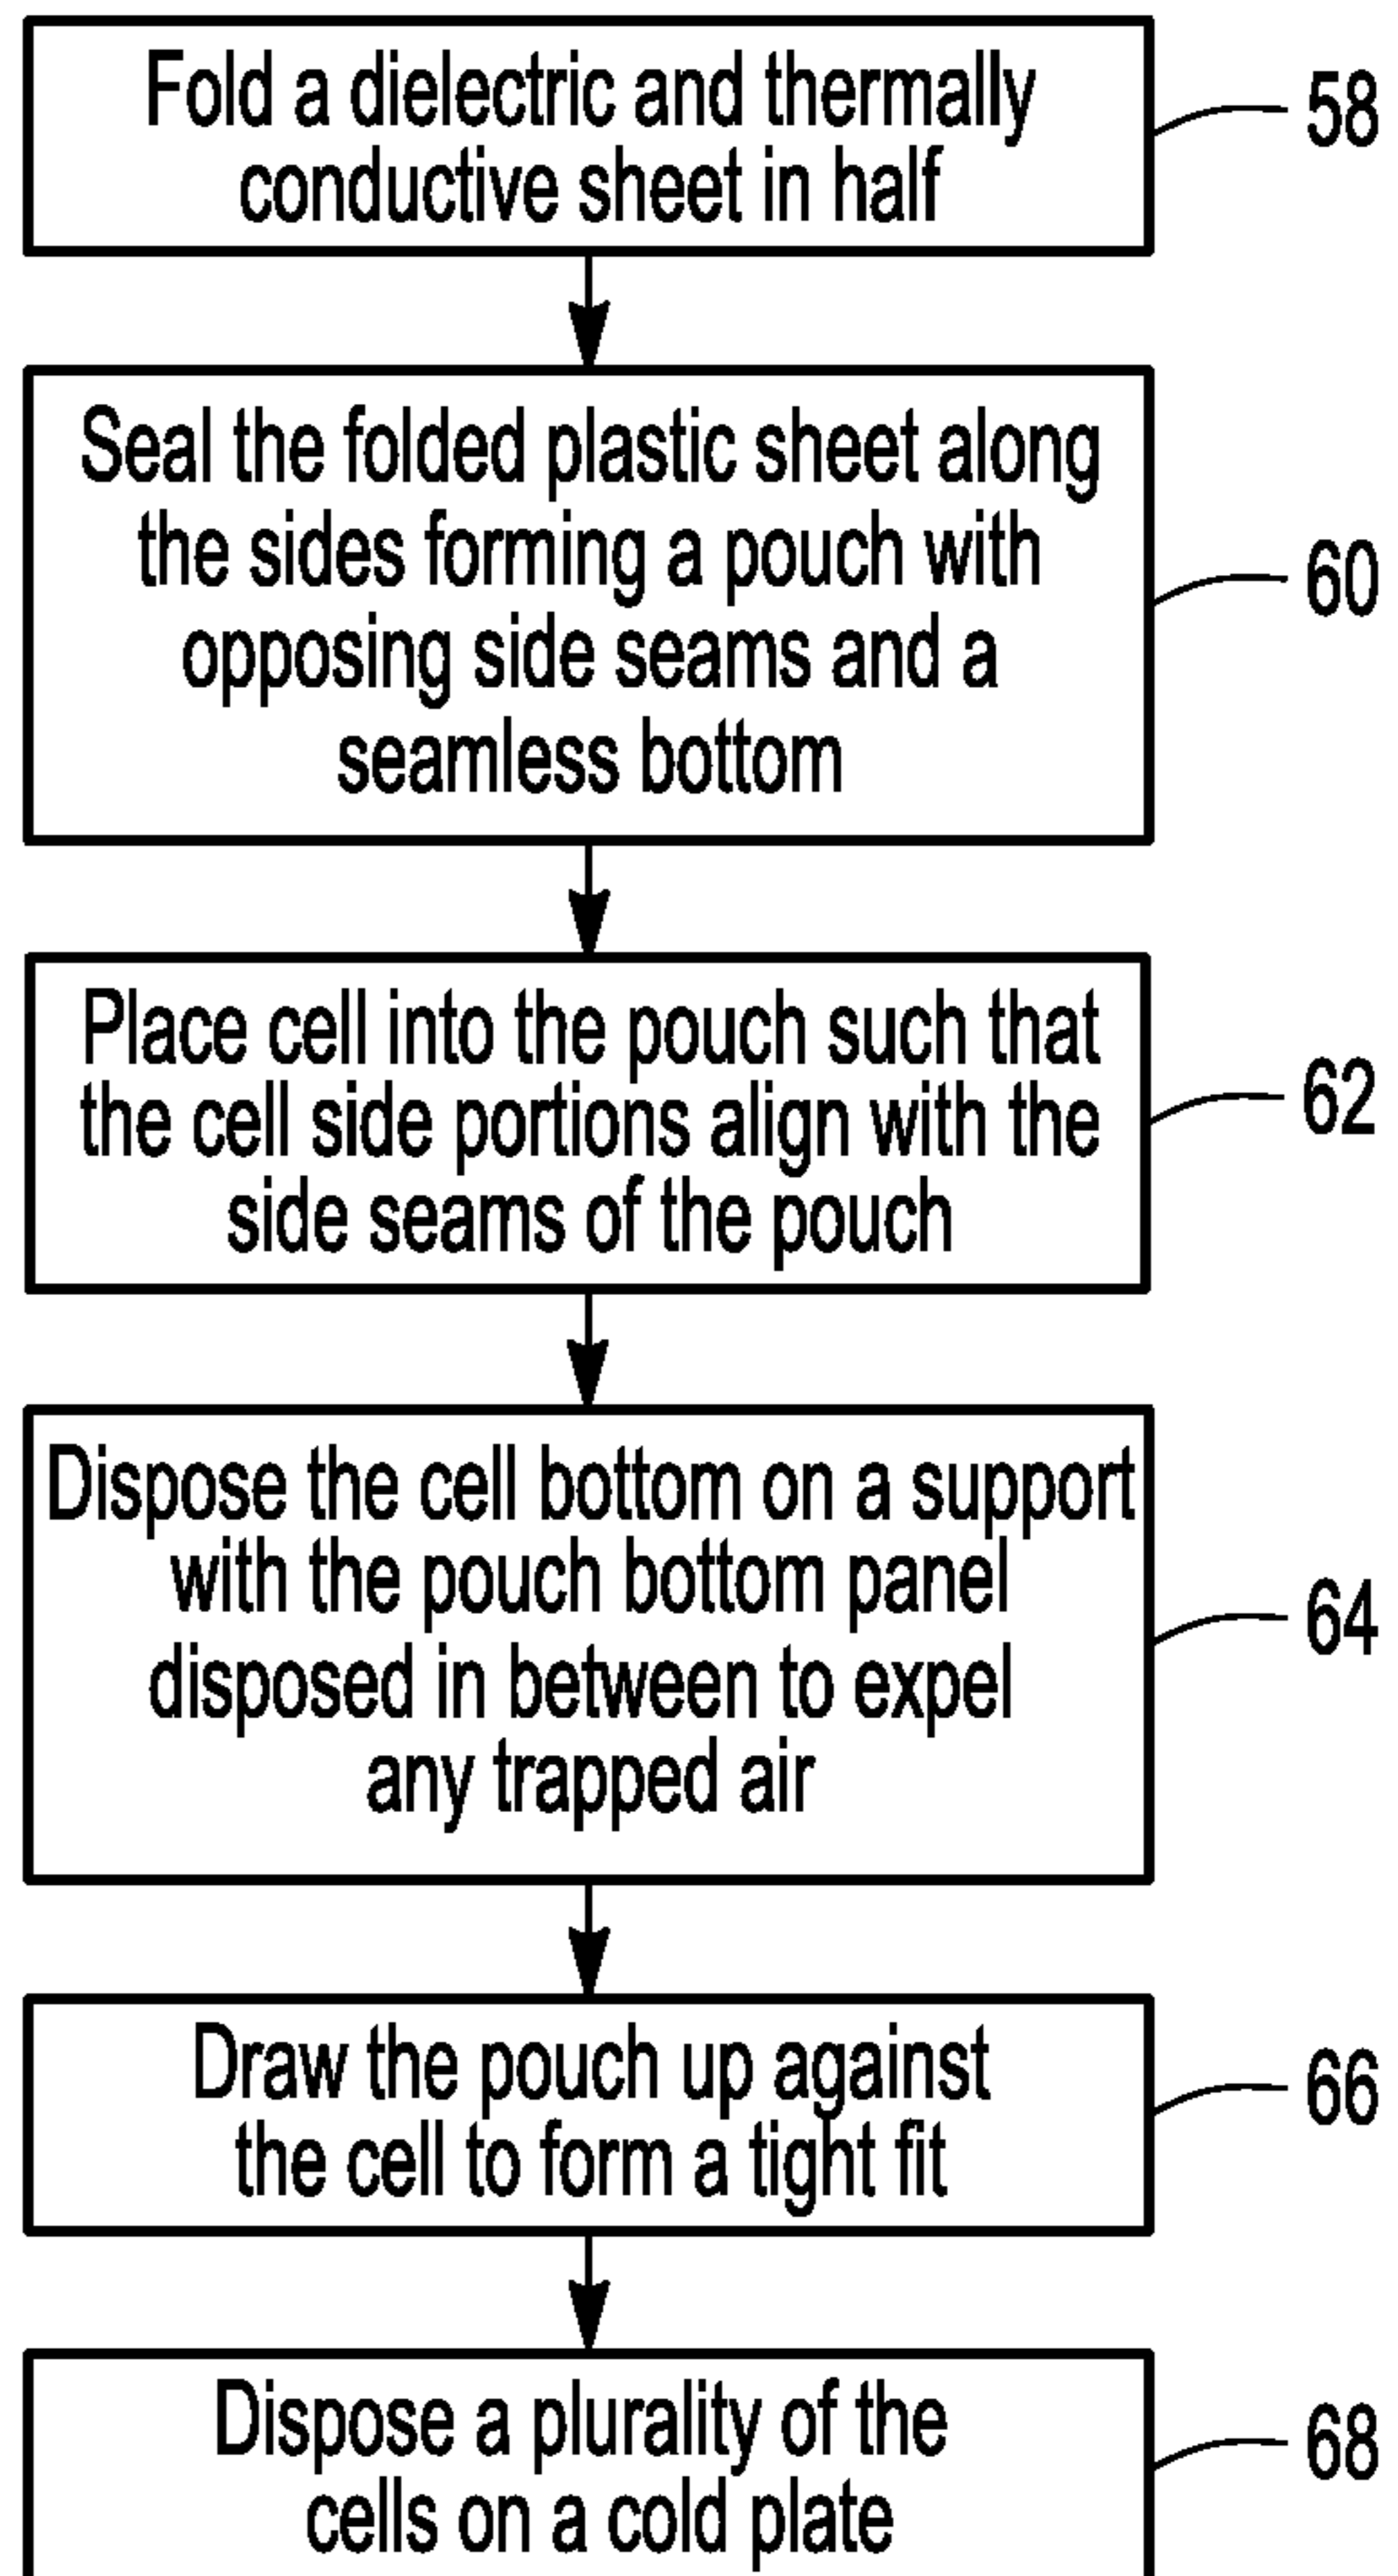 Fold a dielectric and thermally
conductive sheet in half
58
Seal the folded plastic sheet along
the sides forming a pouch with
opposing side seams and a
seamless bottom
60
Place cell into the pouch such that
the cell side portions align with the
side seams of the pouch
62
Dispose the cell bottom on a support
with the pouch bottom panel
disposed in between to expel
any trapped air
64
Draw the pouch up against
the cell to form a tight fit
66
Dispose a plurality of the
cells on a cold plate
68